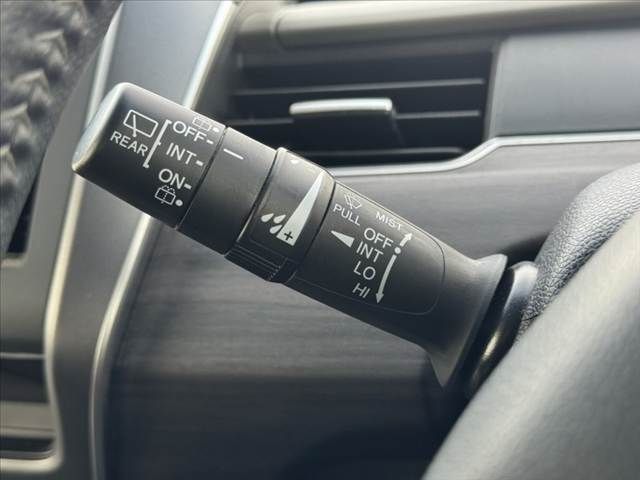 REAR
OFF
INT
ON
PULL
MIST
OFF
INT
LO
HI